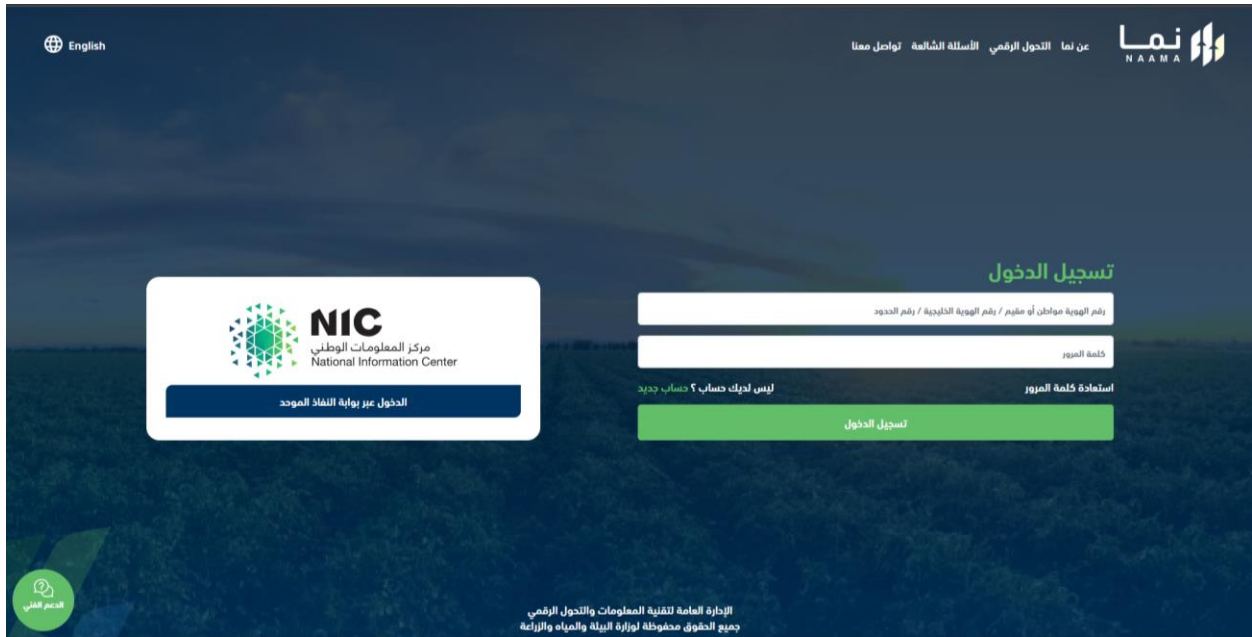 نما
NAAMA
عن نما
التحول الرقمي
الأسئلة الشائعة
تواصل معنا
English
تسجيل الدخول
رقم الهوية مواطن أو مقيم / رقم الهوية الخليجية / رقم الحدود
كلمة المرور
استعادة كلمة المرور
ليس لديك حساب ؟ حساب جديد
تسجيل الدخول
NIC
مركز المعلومات الوطني
National Information Center
الدخول عبر بوابة النفاذ الموحد
الدعم الفني
الإدارة العامة لتقنية المعلومات والتحول الرقمي
جميع الحقوق محفوظة لوزارة البيئة والمياه والزراعة